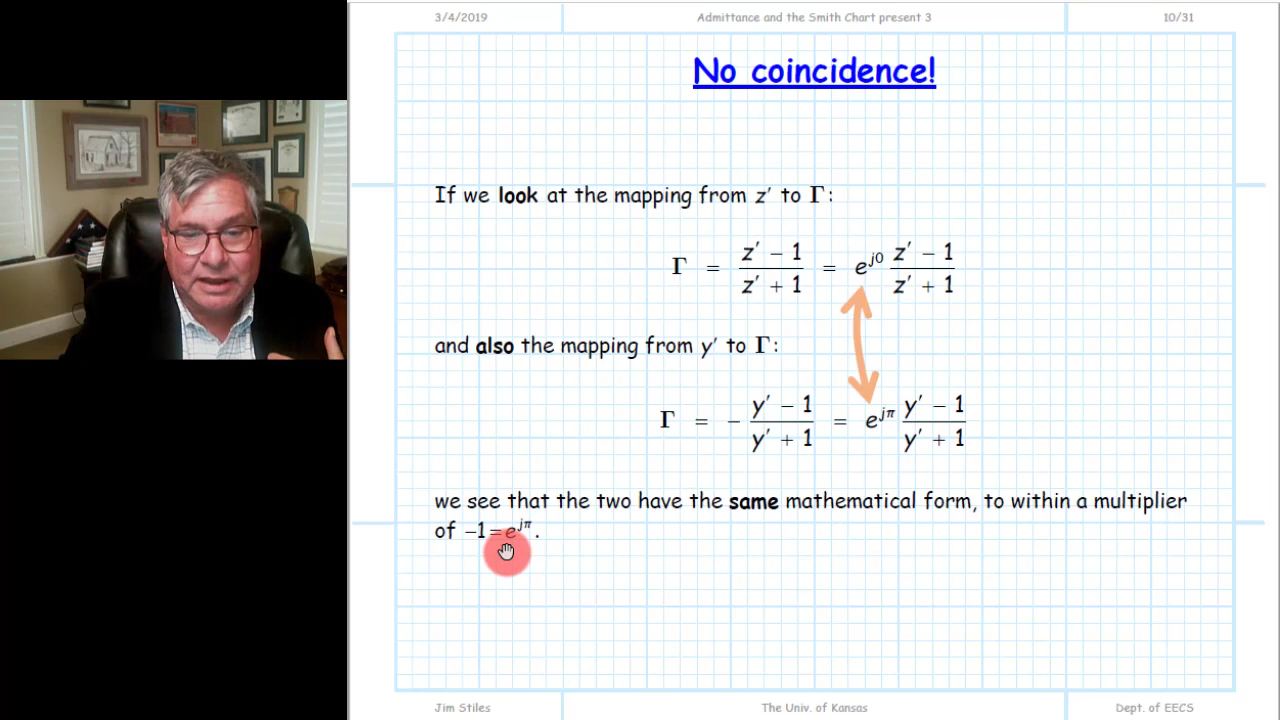 3/4/2019 Admittance and the Smith Chart present 3 10/31
No coincidence!
If we look at the mapping from z′ to Γ:
Γ = (z′ − 1)/(z′ + 1) = e^{j0} (z′ − 1)/(z′ + 1)
and also the mapping from y′ to Γ:
Γ = − (y′ − 1)/(y′ + 1) = e^{jπ} (y′ − 1)/(y′ + 1)
we see that the two have the same mathematical form, to within a multiplier
of −1=e^{jπ}.
Jim Stiles The Univ. of Kansas Dept. of EECS